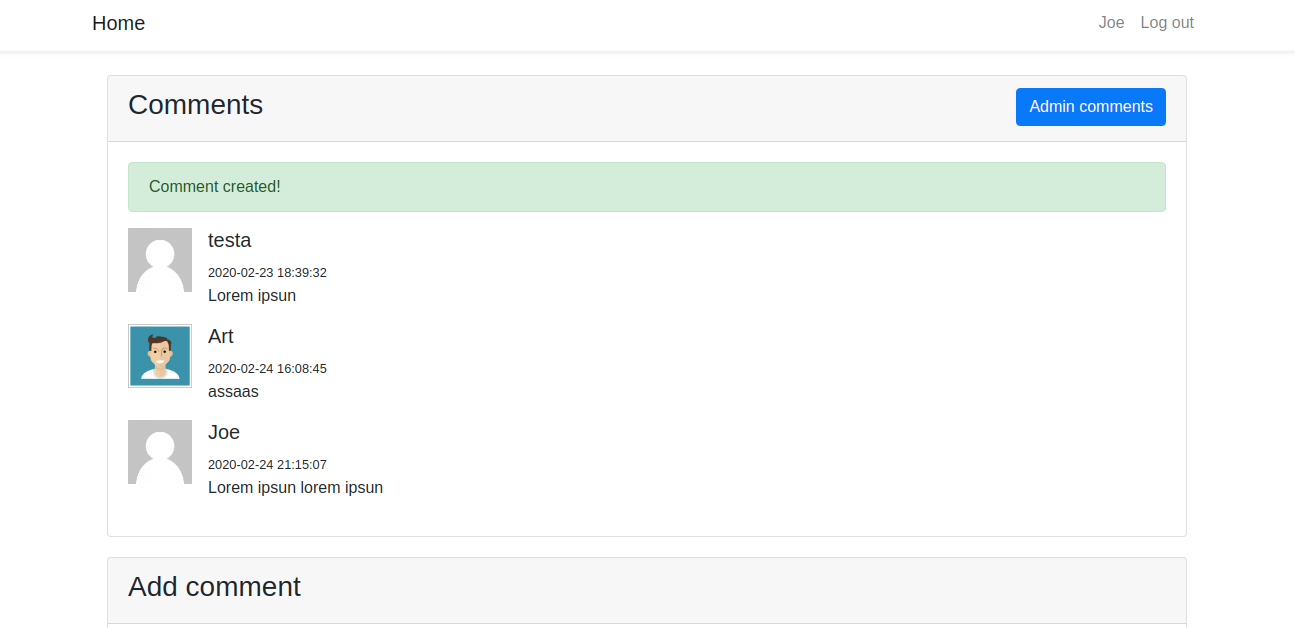 Home
Joe Log out
Comments
Admin comments
Comment created!
testa
2020-02-23 18:39:32
Lorem ipsun
Art
2020-02-24 16:08:45
assaas
Joe
2020-02-24 21:15:07
Lorem ipsun lorem ipsun
Add comment